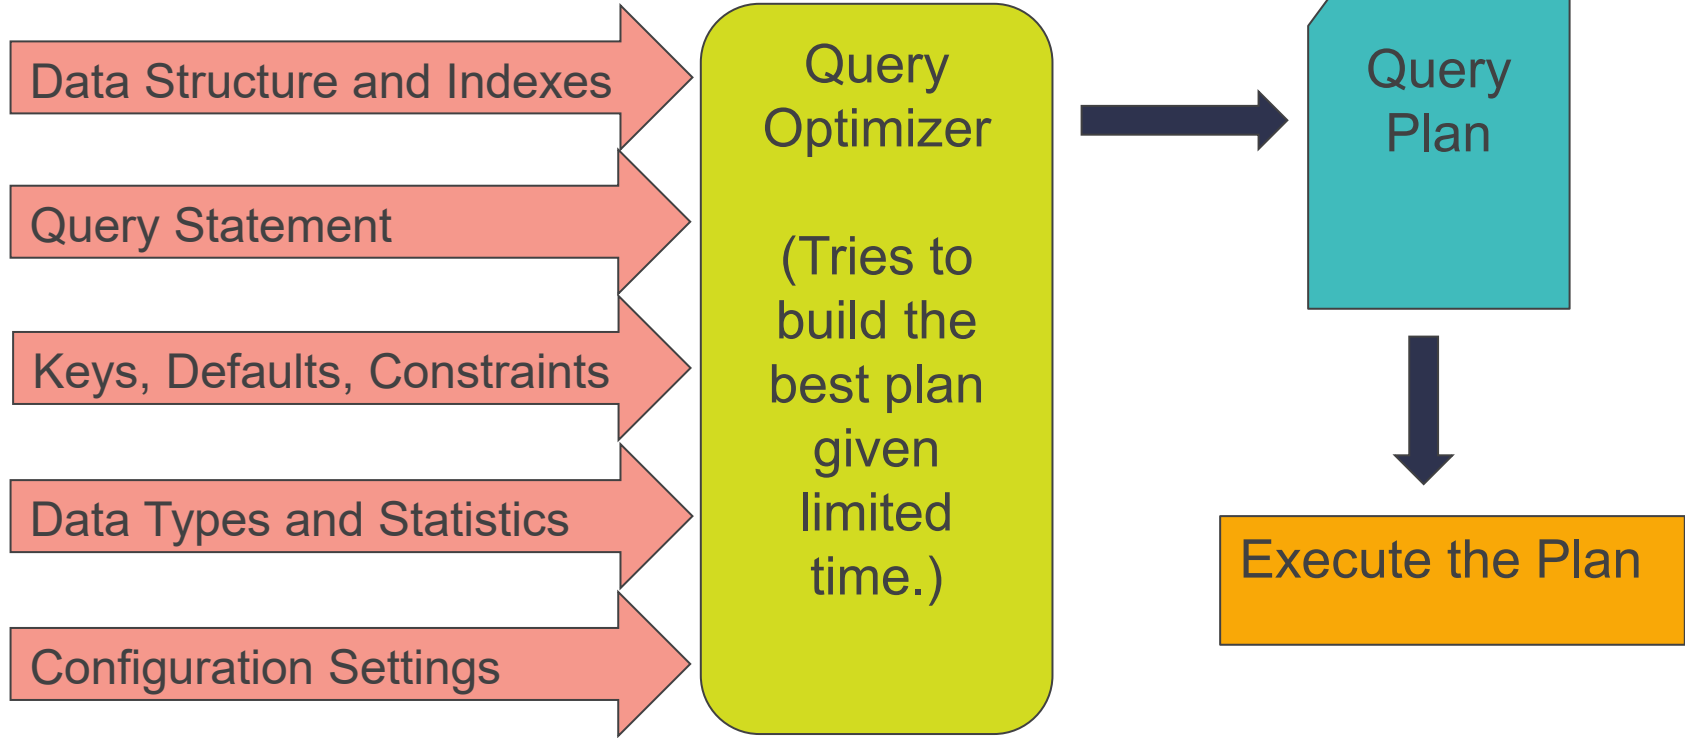 Data Structure and Indexes
Query Statement
Keys, Defaults, Constraints
Data Types and Statistics
Configuration Settings
Query
Optimizer
(Tries to
build the
best plan
given
limited
time.)
Query
Plan
Execute the Plan